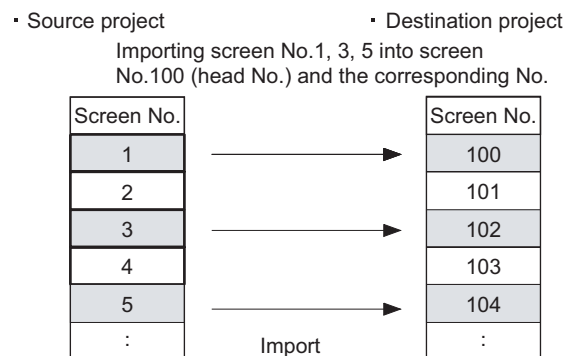 · Source project
· Destination project
Importing screen No.1, 3, 5 into screen
No.100 (head No.) and the corresponding No.
Screen No.
1
2
3
4
5
:
Import
Screen No.
100
101
102
103
104
: